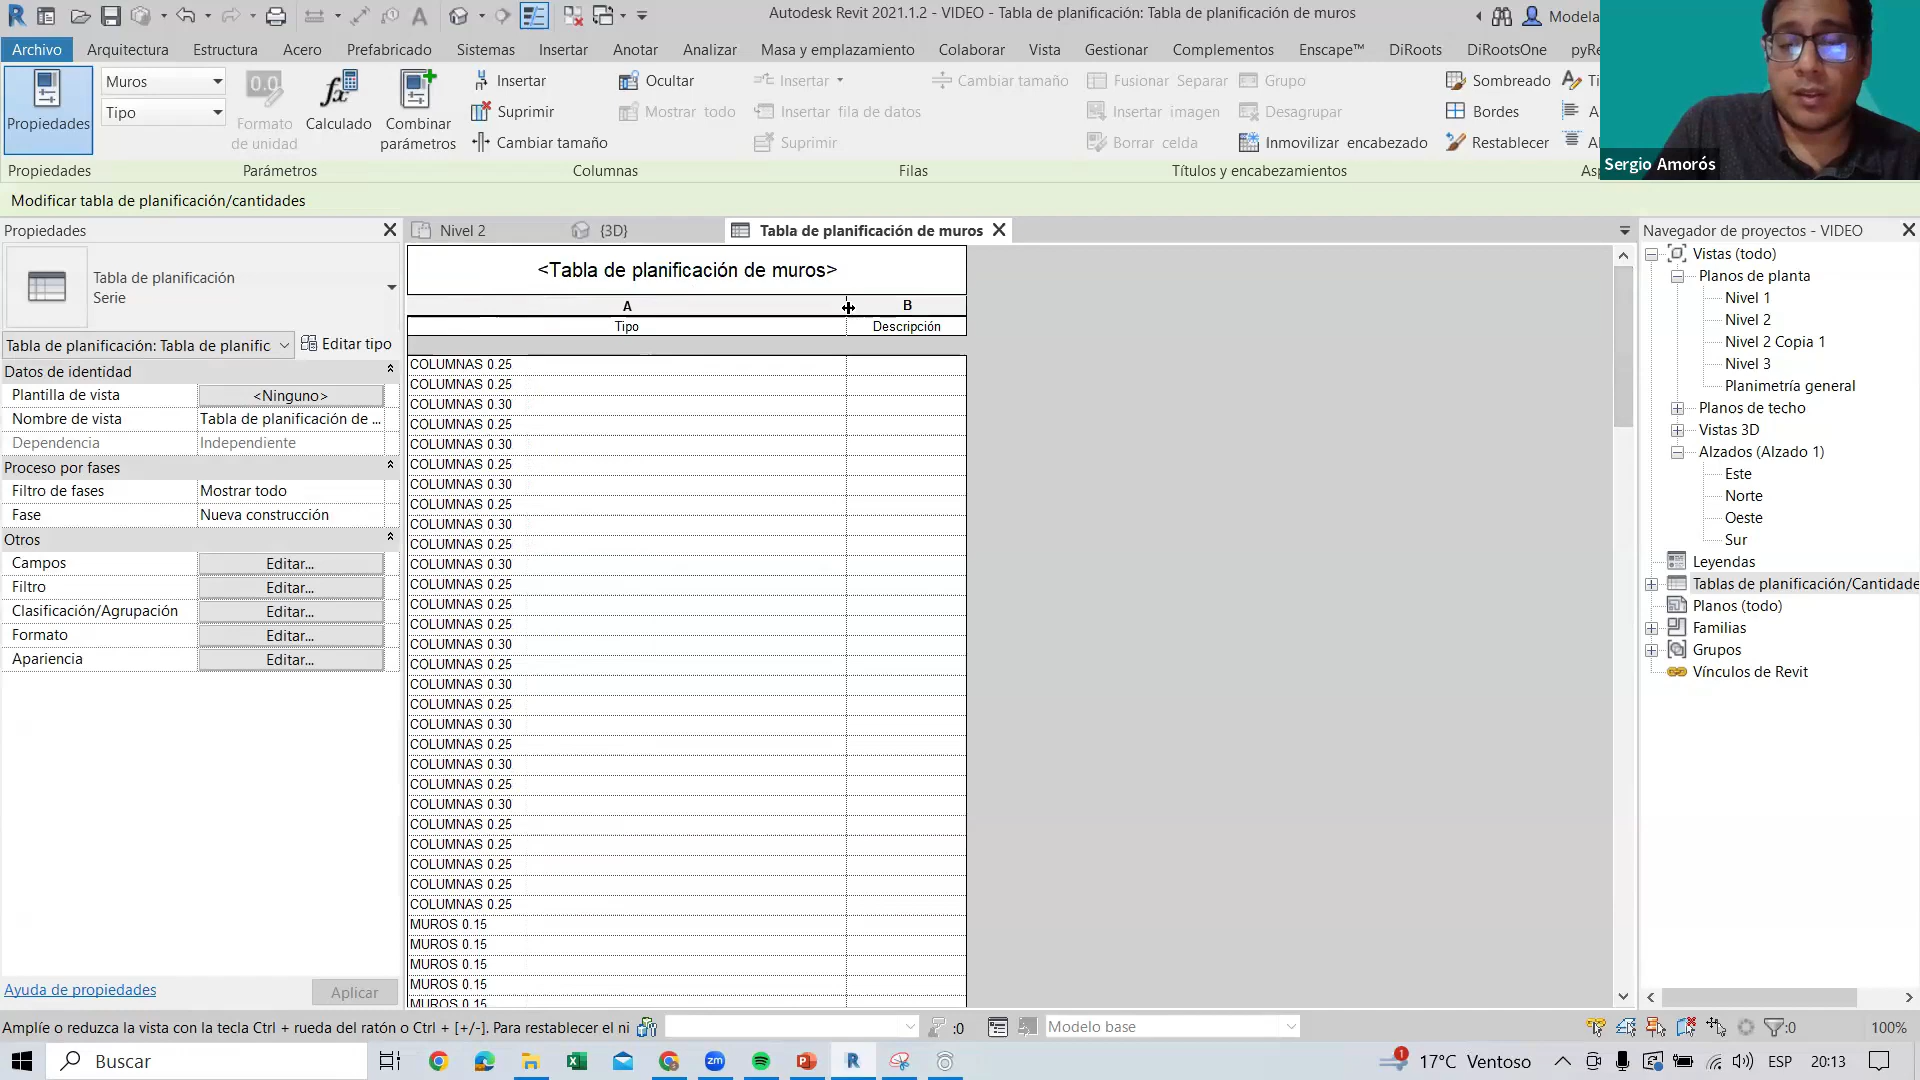 Autodesk Revit 2021.1.2 - VIDEO - Tabla de planificación: Tabla de planificación de muros
Modela
Archivo Arquitectura Estructura Acero Prefabricado Sistemas Insertar Anotar Analizar Masa y emplazamiento Colaborar Vista Gestionar Complementos Enscape™ DiRoots DiRootsOne pyRe
Propiedades
Muros
Tipo
0.0
Formato de unidad
Calculado
Combinar parámetros
Insertar
Suprimir
Cambiar tamaño
Ocultar
Mostrar todo
Insertar
Insertar fila de datos
Suprimir
Cambiar tamaño
Fusionar Separar
Insertar imagen
Borrar celda
Grupo
Desagrupar
Inmovilizar encabezado
Sombreado
Bordes
Restablecer
Ti
A
Al
Propiedades Parámetros Columnas Filas Títulos y encabezamientos As
Sergio Amorós
Modificar tabla de planificación/cantidades
Propiedades
Tabla de planificación
Serie
Tabla de planificación: Tabla de planific
Editar tipo
Datos de identidad
Plantilla de vista <Ninguno>
Nombre de vista Tabla de planificación de ...
Dependencia Independiente
Proceso por fases
Filtro de fases Mostrar todo
Fase Nueva construcción
Otros
Campos Editar...
Filtro Editar...
Clasificación/Agrupación Editar...
Formato Editar...
Apariencia Editar...
Ayuda de propiedades
Aplicar
Nivel 2 {3D} Tabla de planificación de muros
<Tabla de planificación de muros>
A B
Tipo Descripción
COLUMNAS 0.25
COLUMNAS 0.25
COLUMNAS 0.30
COLUMNAS 0.25
COLUMNAS 0.30
COLUMNAS 0.25
COLUMNAS 0.30
COLUMNAS 0.25
COLUMNAS 0.30
COLUMNAS 0.25
COLUMNAS 0.30
COLUMNAS 0.25
COLUMNAS 0.25
COLUMNAS 0.25
COLUMNAS 0.30
COLUMNAS 0.25
COLUMNAS 0.30
COLUMNAS 0.25
COLUMNAS 0.30
COLUMNAS 0.25
COLUMNAS 0.30
COLUMNAS 0.25
COLUMNAS 0.30
COLUMNAS 0.25
COLUMNAS 0.25
COLUMNAS 0.25
COLUMNAS 0.25
COLUMNAS 0.25
MUROS 0.15
MUROS 0.15
MUROS 0.15
MUROS 0.15
MUROS 0.15
Navegador de proyectos - VIDEO
Vistas (todo)
Planos de planta
Nivel 1
Nivel 2
Nivel 2 Copia 1
Nivel 3
Planimetría general
Planos de techo
Vistas 3D
Alzados (Alzado 1)
Este
Norte
Oeste
Sur
Leyendas
Tablas de planificación/Cantidade
Planos (todo)
Familias
Grupos
Vínculos de Revit
Amplíe o reduzca la vista con la tecla Ctrl + rueda del ratón o Ctrl + [+/-]. Para restablecer el ni
:0
Modelo base
:0
100%
Buscar
zm
1
17°C Ventoso
ESP
20:13